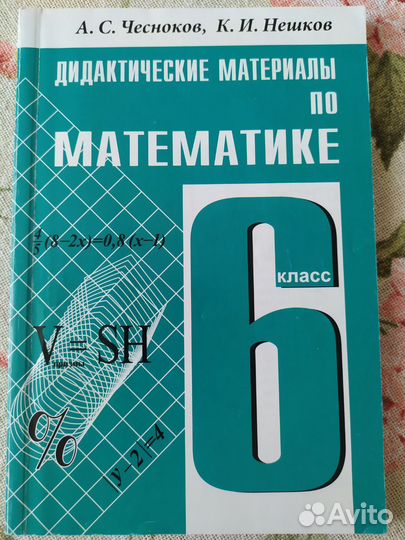 А. С. Чесноков, К. И. Нешков
ДИДАКТИЧЕСКИЕ МАТЕРИАЛЫ
ПО
МАТЕМАТИКЕ
4/5(8−2x)=0,8(x−1)
6
класс
V=SH
призмы
%
|y−2|=4
Avito